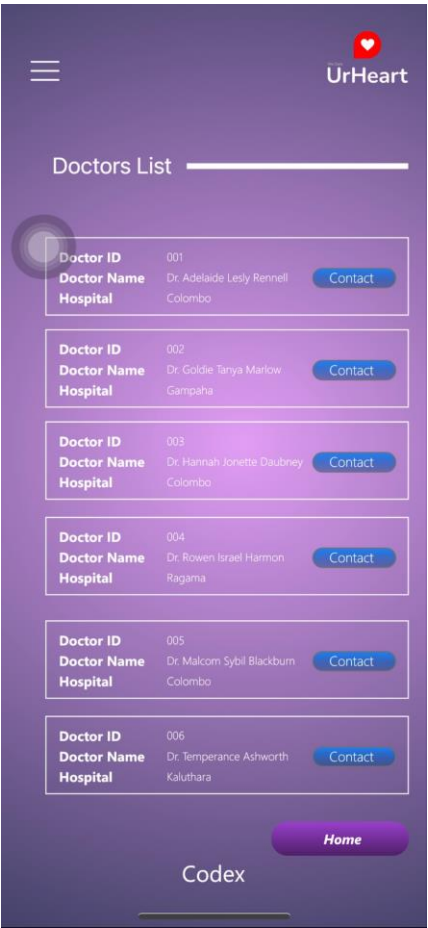 UrHeart
Doctors List
Doctor ID 001
Doctor Name Dr. Adelaide Lesly Rennell Contact
Hospital Colombo
Doctor ID 002
Doctor Name Dr. Goldie Tanya Marlow Contact
Hospital Gampaha
Doctor ID 003
Doctor Name Dr. Hannah Jonette Daubney Contact
Hospital Colombo
Doctor ID 004
Doctor Name Dr. Rowen Israel Harmon Contact
Hospital Ragama
Doctor ID 005
Doctor Name Dr. Malcom Sybil Blackburn Contact
Hospital Colombo
Doctor ID 006
Doctor Name Dr. Temperance Ashworth Contact
Hospital Kaluthara
Home
Codex